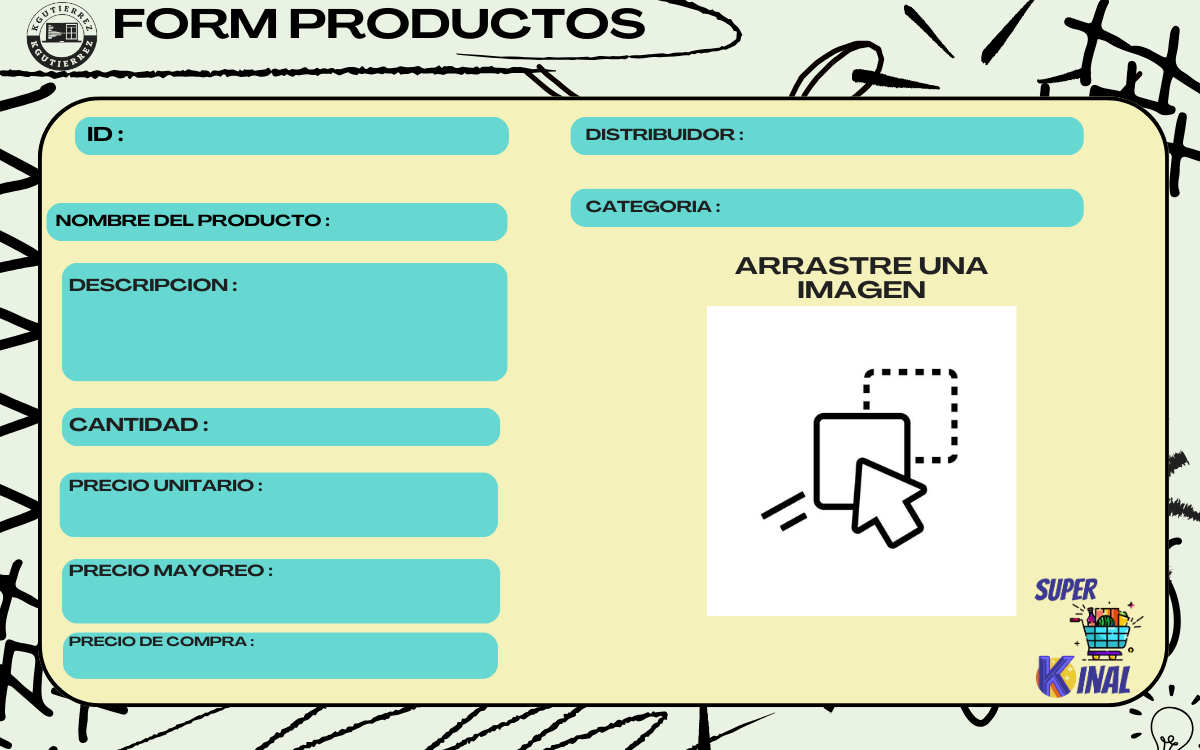 KGUTIERREZ
KGUTIERREZ
FORM PRODUCTOS
ID :
NOMBRE DEL PRODUCTO :
DESCRIPCION :
CANTIDAD :
PRECIO UNITARIO :
PRECIO MAYOREO :
PRECIO DE COMPRA :
DISTRIBUIDOR :
CATEGORIA :
ARRASTRE UNA
IMAGEN
SUPER
KINAL